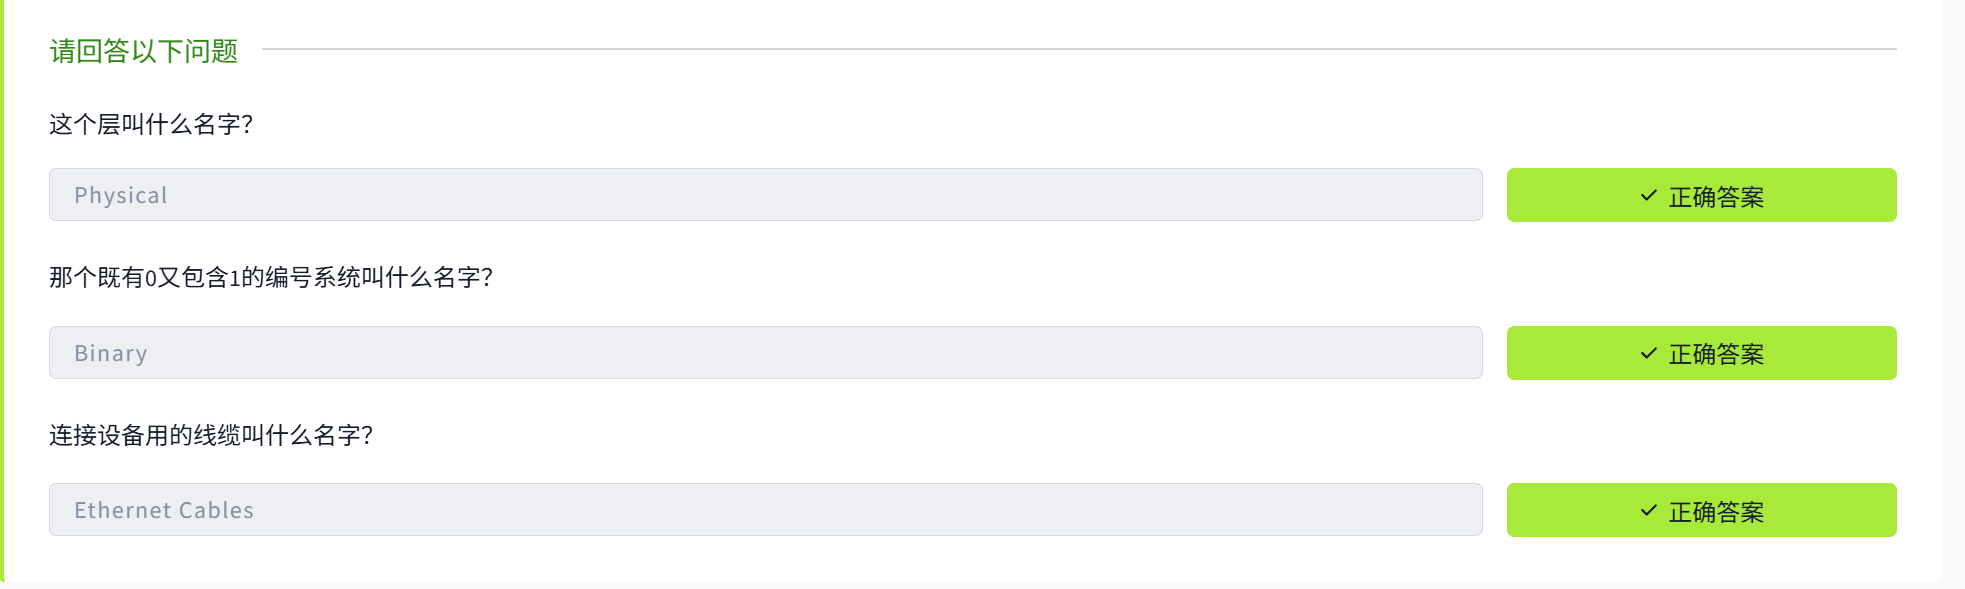 请回答以下问题
这个层叫什么名字？
Physical
✓ 正确答案
那个既有0又包含1的编号系统叫什么名字？
Binary
✓ 正确答案
连接设备用的线缆叫什么名字？
Ethernet Cables
✓ 正确答案